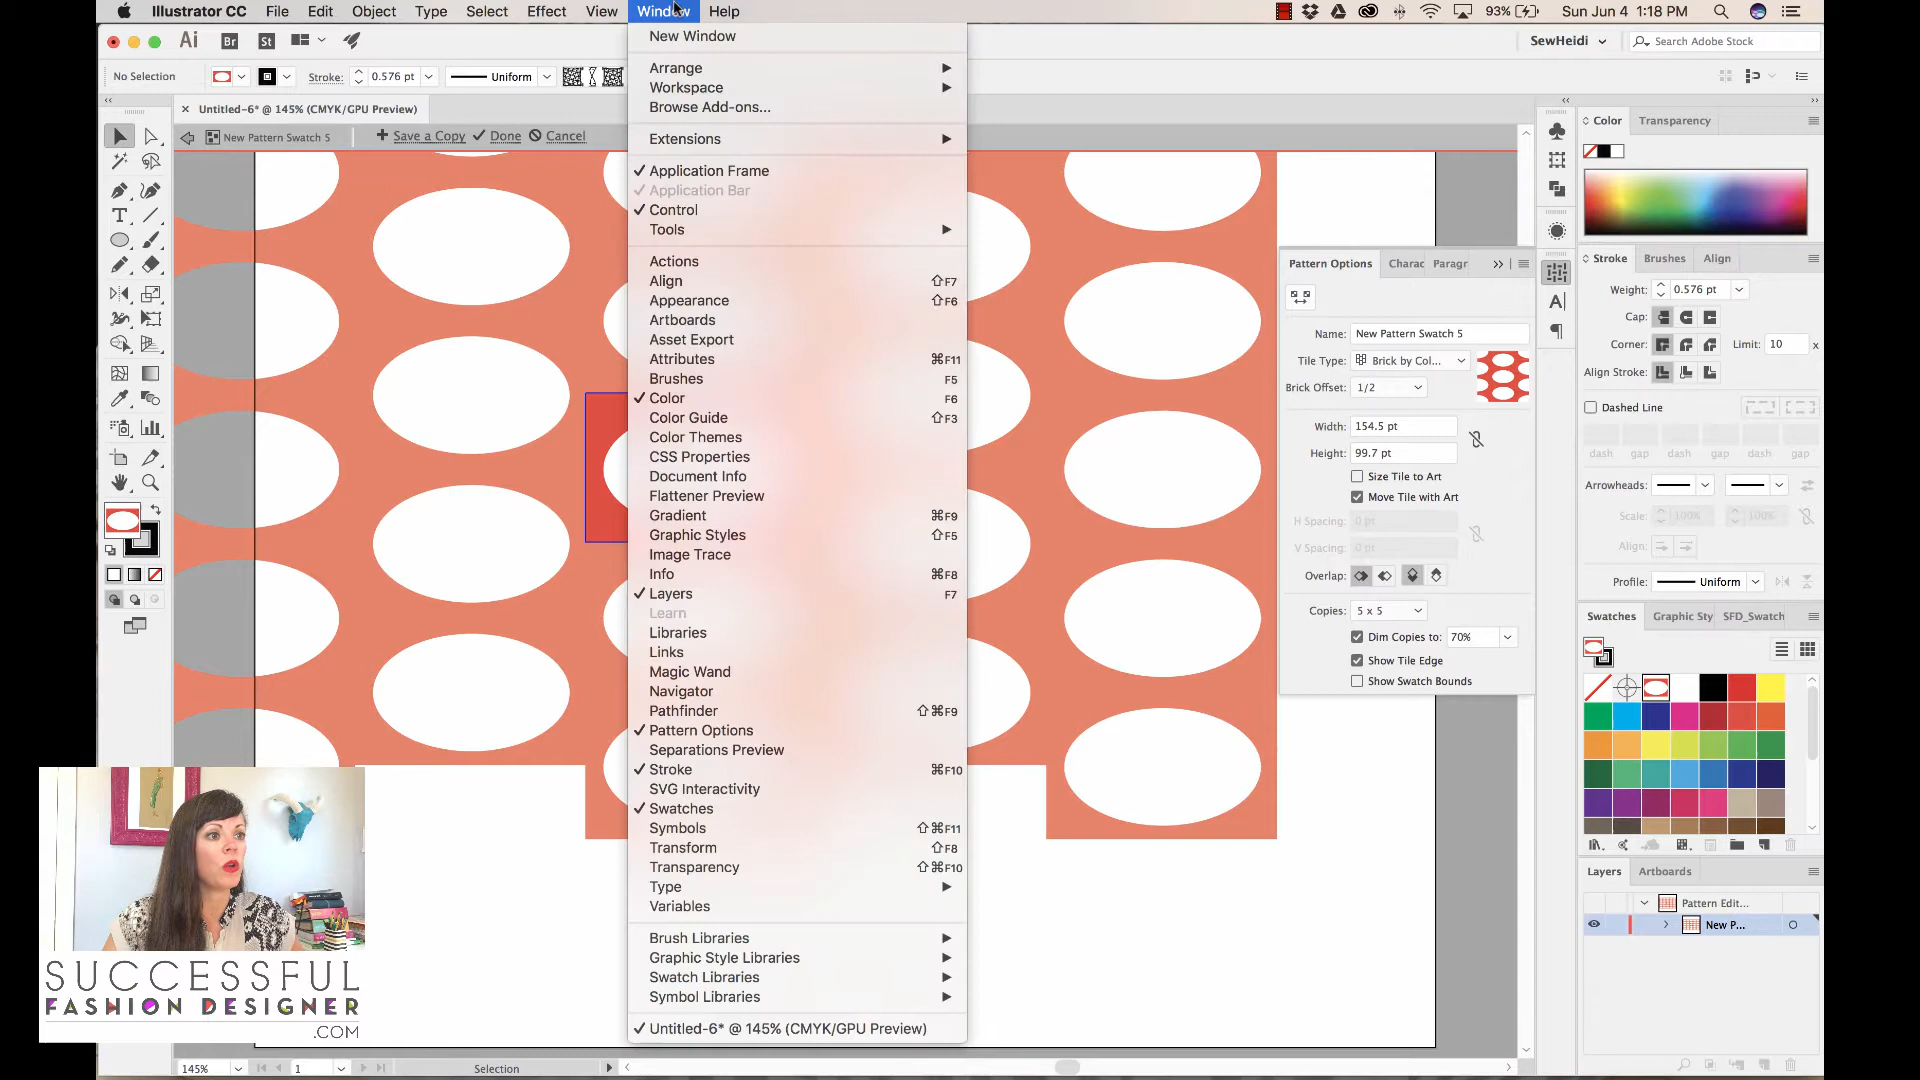 Illustrator CC File Edit Object Type Select Effect View Window Help 93% Sun Jun 4 1:18 PM
Ai Br St SewHeidi Search Adobe Stock
No Selection Stroke: 0.576 pt Uniform
Untitled-6* @ 145% (CMYK/GPU Preview)
New Pattern Swatch 5 + Save a Copy Done Cancel
New Window
Arrange
Workspace
Browse Add-ons...
Extensions
Application Frame
Application Bar
Control
Tools
Actions
Align ⇧F7
Appearance ⇧F6
Artboards
Asset Export
Attributes ⌘F11
Brushes F5
Color F6
Color Guide ⇧F3
Color Themes
CSS Properties
Document Info
Flattener Preview
Gradient ⌘F9
Graphic Styles ⇧F5
Image Trace
Info ⌘F8
Layers F7
Learn
Libraries
Links
Magic Wand
Navigator
Pathfinder ⇧⌘F9
Pattern Options
Separations Preview
Stroke ⌘F10
SVG Interactivity
Swatches
Symbols ⇧⌘F11
Transform ⇧F8
Transparency ⇧⌘F10
Type
Variables
Brush Libraries
Graphic Style Libraries
Swatch Libraries
Symbol Libraries
Untitled-6* @ 145% (CMYK/GPU Preview)
Pattern Options Charac Paragr
Name: New Pattern Swatch 5
Tile Type: Brick by Col...
Brick Offset: 1/2
Width: 154.5 pt
Height: 99.7 pt
Size Tile to Art
Move Tile with Art
H Spacing: 0 pt
V Spacing: 0 pt
Overlap:
Copies: 5 x 5
Dim Copies to: 70%
Show Tile Edge
Show Swatch Bounds
Color Transparency
Stroke Brushes Align
Weight: 0.576 pt
Cap:
Corner: Limit: 10 x
Align Stroke:
Dashed Line
dash gap dash gap dash gap
Arrowheads:
Scale: 100% 100%
Align:
Profile: Uniform
Swatches Graphic Sty SFD_Swatch
Layers Artboards
Pattern Edit...
New P...
SUCCESSFUL
FASHION DESIGNER
.COM
145% 1 Selection